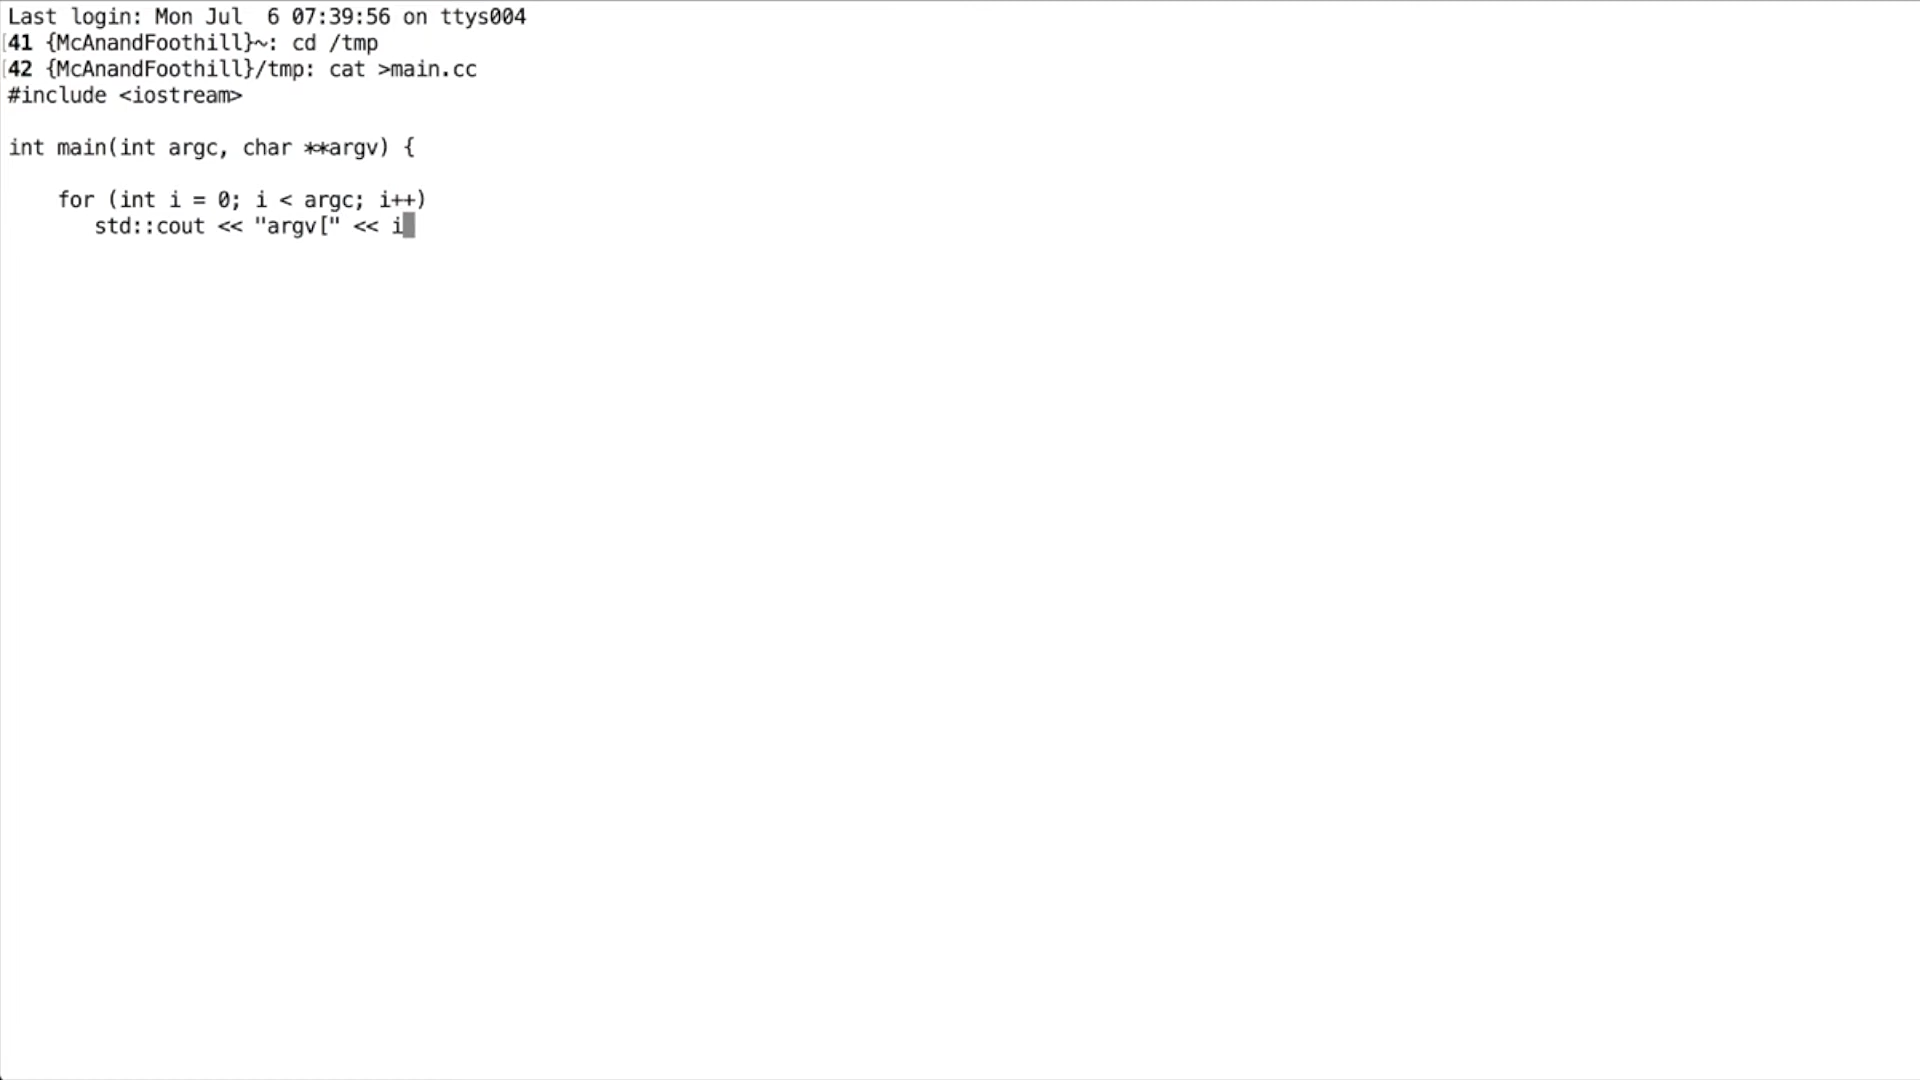 Last login: Mon Jul  6 07:39:56 on ttys004
[41 {McAnandFoothill}~: cd /tmp
[42 {McAnandFoothill}/tmp: cat >main.cc
#include <iostream>

int main(int argc, char **argv) {

    for (int i = 0; i < argc; i++)
       std::cout << "argv[" << i